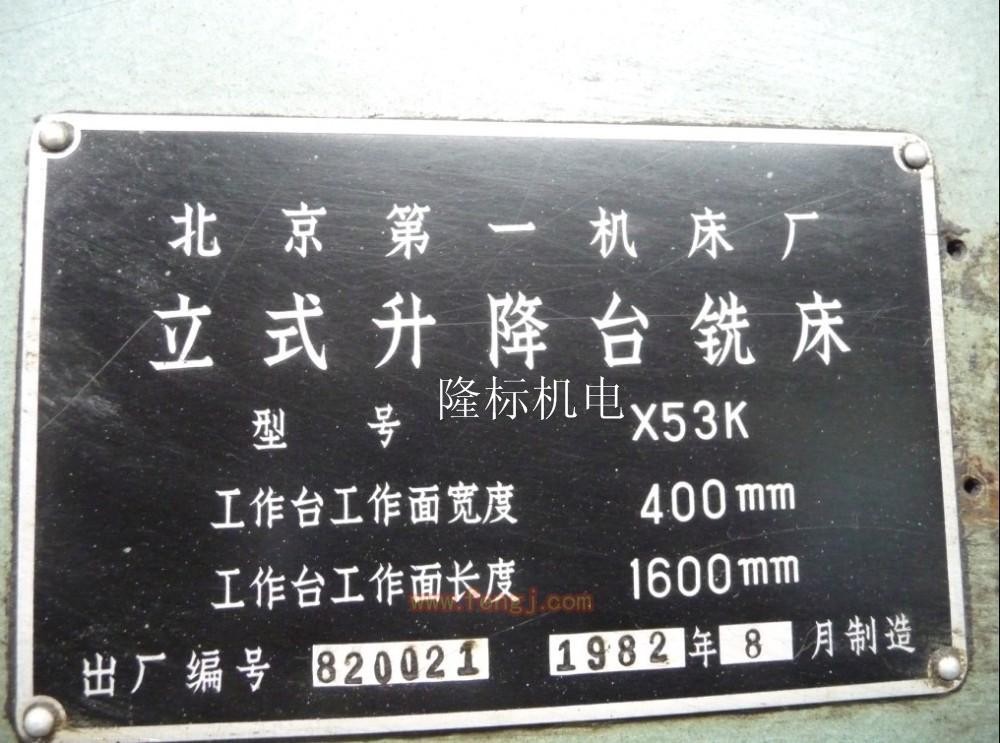 北京第一机床厂
立式升降台铣床
隆标机电
型号 X53K
工作台工作面宽度 400mm
工作台工作面长度 1600mm
www.fengj.com
出厂编号 820021 1982年8月制造